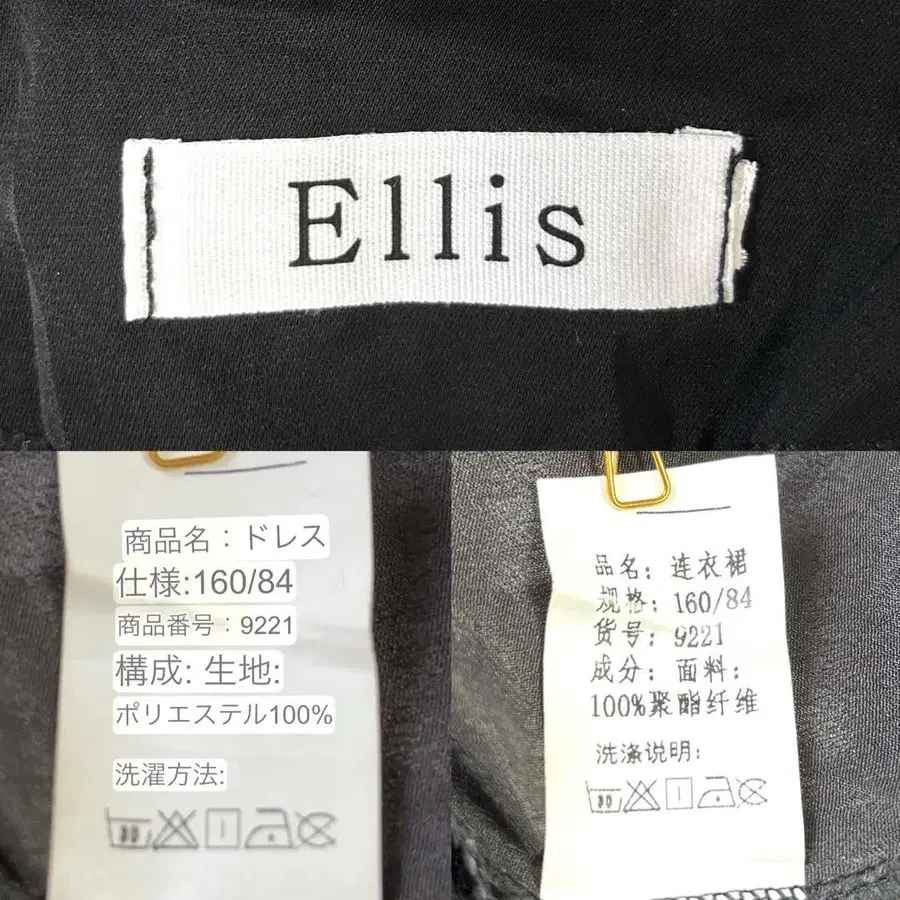 Ellis
商品名：ドレス
仕様:160/84
商品番号：9221
構成: 生地:
ポリエステル100%
洗濯方法:
品名: 连衣裙
规格: 160/84
货号: 9221
成分: 面料:
100%聚酯纤维
洗涤说明: